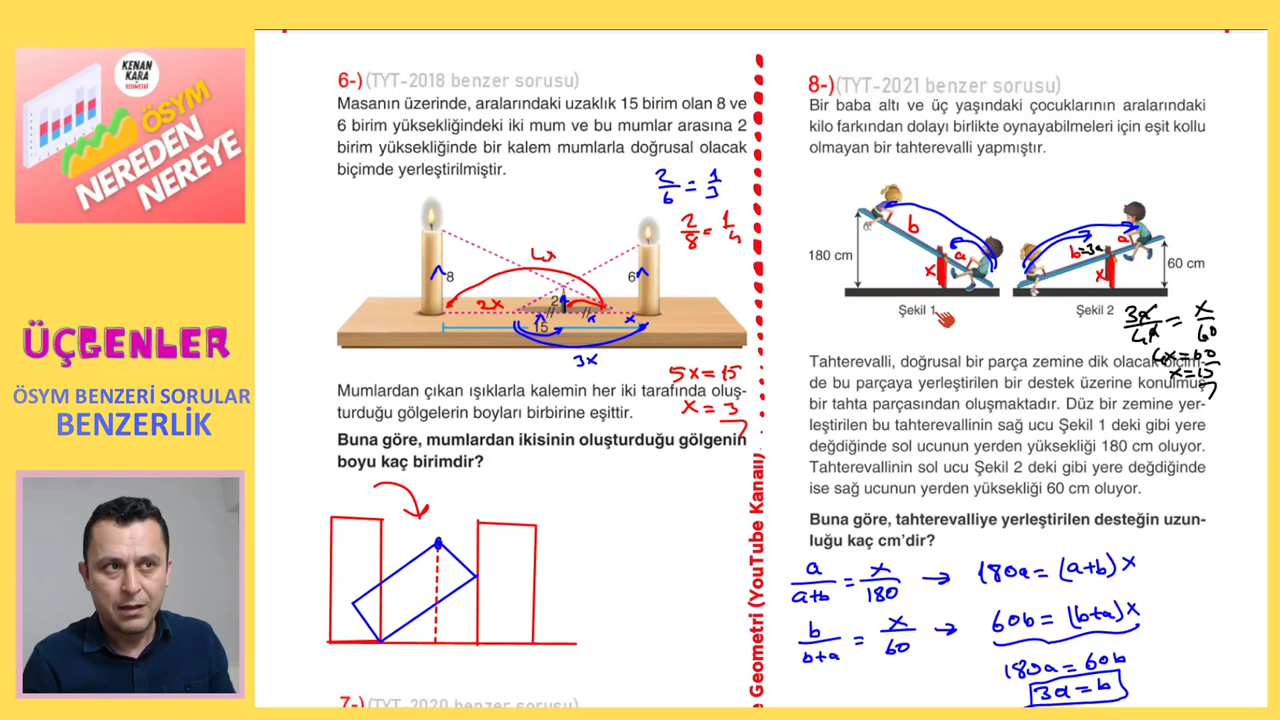 KENAN
KARA
GEOMETRİ
ÖSYM
NEREDEN
NEREYE
ÜÇGENLER
ÖSYM BENZERİ SORULAR
BENZERLİK
6-) (TYT-2018 benzer sorusu)
Masanın üzerinde, aralarındaki uzaklık 15 birim olan 8 ve
6 birim yüksekliğindeki iki mum ve bu mumlar arasına 2
birim yüksekliğinde bir kalem mumlarla doğrusal olacak
biçimde yerleştirilmiştir.
2/6 = 1/3
2/8 = 1/4
4x
8
6
2
2x
x
x
15
3x
Mumlardan çıkan ışıklarla kalemin her iki tarafında oluş-
turduğu gölgelerin boyları birbirine eşittir.
5x = 15
x = 3
Buna göre, mumlardan ikisinin oluşturduğu gölgenin
boyu kaç birimdir?
7-) (TYT-2020 benzer sorusu)
e Geometri (YouTube Kanalı)
8-) (TYT-2021 benzer sorusu)
Bir baba altı ve üç yaşındaki çocuklarının aralarındaki
kilo farkından dolayı birlikte oynayabilmeleri için eşit kollu
olmayan bir tahterevalli yapmıştır.
180 cm
b
a
x
Şekil 1
b=3a
a
x
60 cm
Şekil 2
3x/4x = x/60
4x = 60
x = 15
Tahterevalli, doğrusal bir parça zemine dik olacak biçim-
de bu parçaya yerleştirilen bir destek üzerine konulmuş
bir tahta parçasından oluşmaktadır. Düz bir zemine yer-
leştirilen bu tahterevallinin sağ ucu Şekil 1 deki gibi yere
değdiğinde sol ucunun yerden yüksekliği 180 cm oluyor.
Tahterevallinin sol ucu Şekil 2 deki gibi yere değdiğinde
ise sağ ucunun yerden yüksekliği 60 cm oluyor.
Buna göre, tahterevalliye yerleştirilen desteğin uzun-
luğu kaç cm'dir?
a/a+b = x/180 → 180a = (a+b)x
b/b+a = x/60 → 60b = (b+a)x
180a = 60b
3a = b